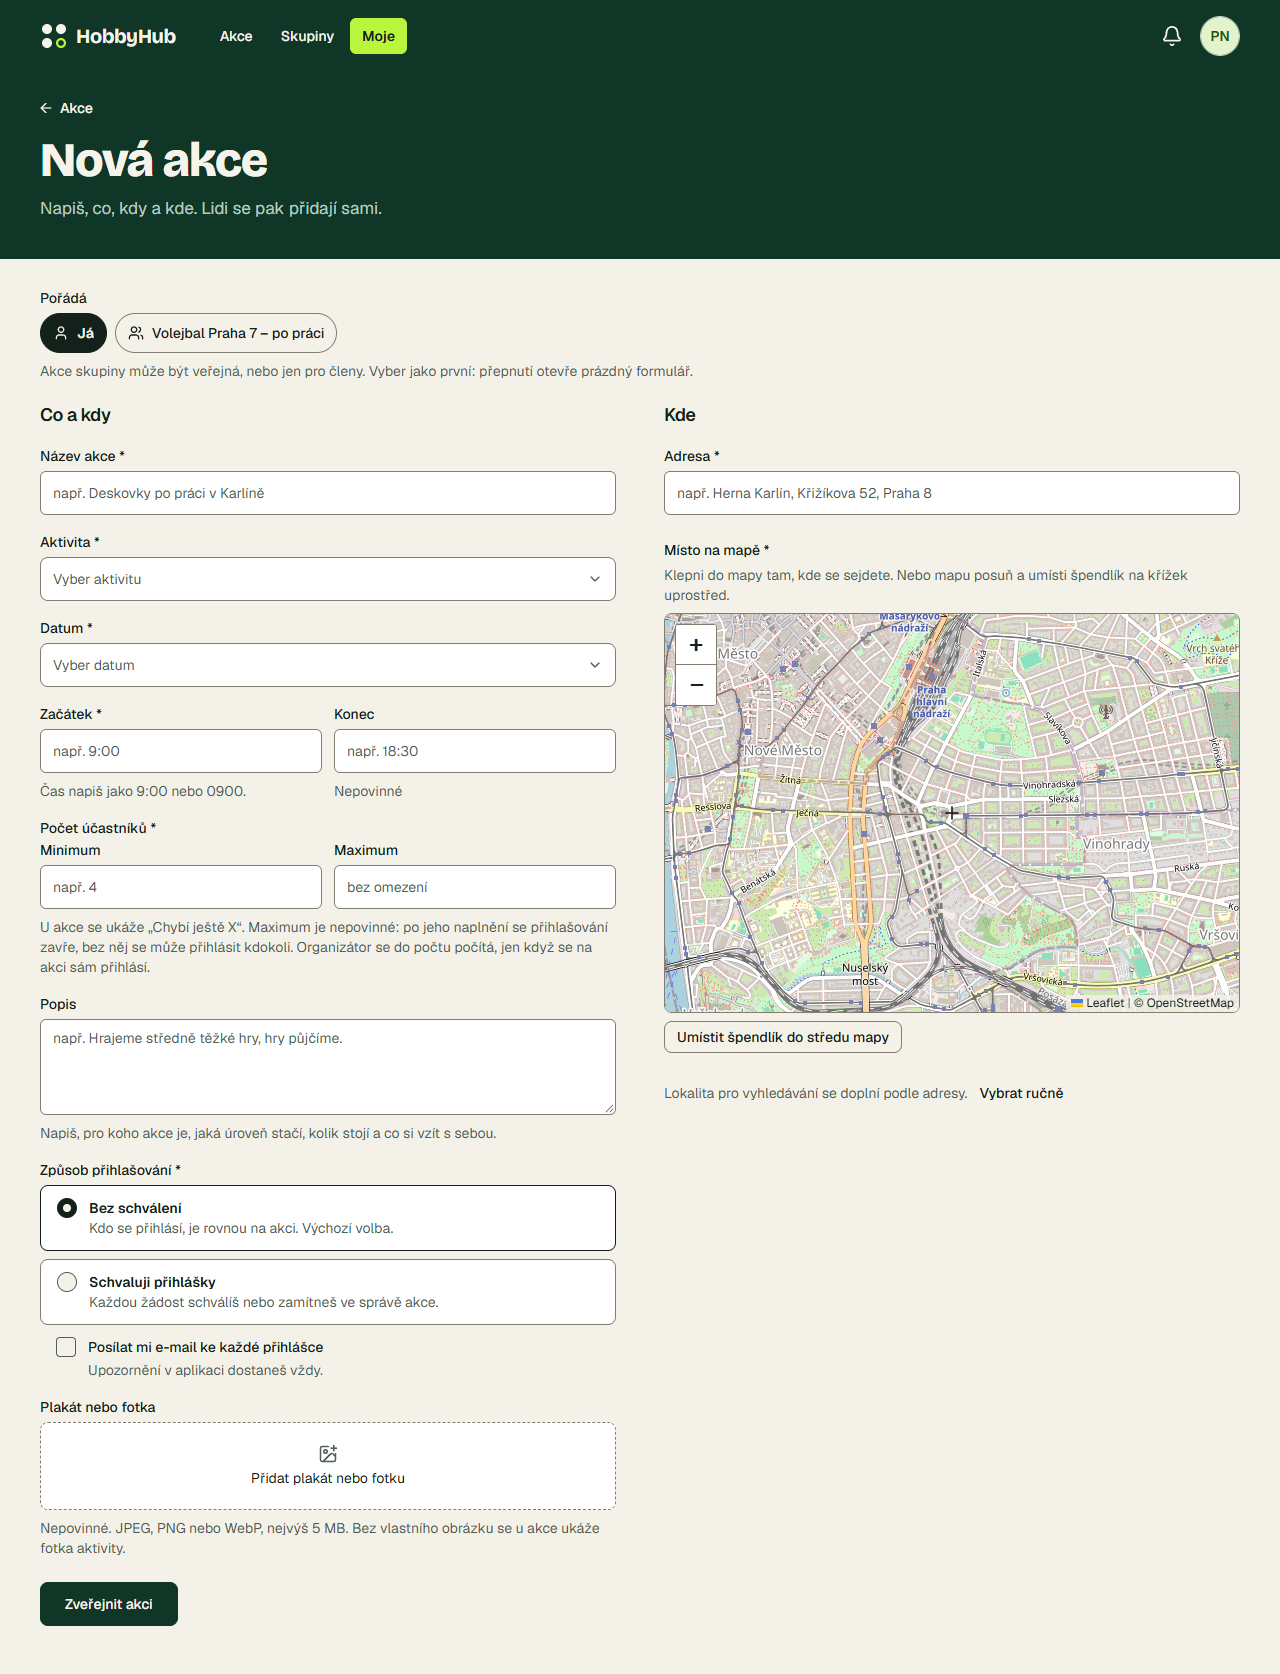 HobbyHub
Akce
Skupiny
Moje
PN
Akce
Nová akce
Napiš, co, kdy a kde. Lidi se pak přidají sami.
Pořádá
Já
Volejbal Praha 7 – po práci
Akce skupiny může být veřejná, nebo jen pro členy. Vyber jako první: přepnutí otevře prázdný formulář.
Co a kdy
Název akce *
např. Deskovky po práci v Karlíně
Aktivita *
Vyber aktivitu
Datum *
Vyber datum
Začátek *
Konec
např. 9:00
např. 18:30
Čas napiš jako 9:00 nebo 0900.
Nepovinné
Počet účastníků *
Minimum
Maximum
např. 4
bez omezení
U akce se ukáže „Chybí ještě X“. Maximum je nepovinné: po jeho naplnění se přihlašování
zavře, bez něj se může přihlásit kdokoli. Organizátor se do počtu počítá, jen když se na
akci sám přihlásí.
Popis
např. Hrajeme středně těžké hry, hry půjčíme.
Napiš, pro koho akce je, jaká úroveň stačí, kolik stojí a co si vzít s sebou.
Způsob přihlašování *
Bez schválení
Kdo se přihlásí, je rovnou na akci. Výchozí volba.
Schvaluji přihlášky
Každou žádost schválíš nebo zamítneš ve správě akce.
Posílat mi e-mail ke každé přihlášce
Upozornění v aplikaci dostaneš vždy.
Plakát nebo fotka
Přidat plakát nebo fotku
Nepovinné. JPEG, PNG nebo WebP, nejvýš 5 MB. Bez vlastního obrázku se u akce ukáže
fotka aktivity.
Zveřejnit akci
Kde
Adresa *
např. Herna Karlín, Křižíkova 52, Praha 8
Místo na mapě *
Klepni do mapy tam, kde se sejdete. Nebo mapu posuň a umísti špendlík na křížek
uprostřed.
+
−
Masarykovo
nádraží
Město
Italská
Vrch svatéh
Kříže
Praha
hlavní
nádraží
Slavíkova
Nové Město
Jičínská
Žitná
Vinohradská
Slezská
Resslova
Ječná
Vinohrady
Ruská
Benátská
Ko
Vršovi
Nuselský
most
Vršovická
Leaflet | © OpenStreetMap
Umístit špendlík do středu mapy
Lokalita pro vyhledávání se doplní podle adresy.
Vybrat ručně